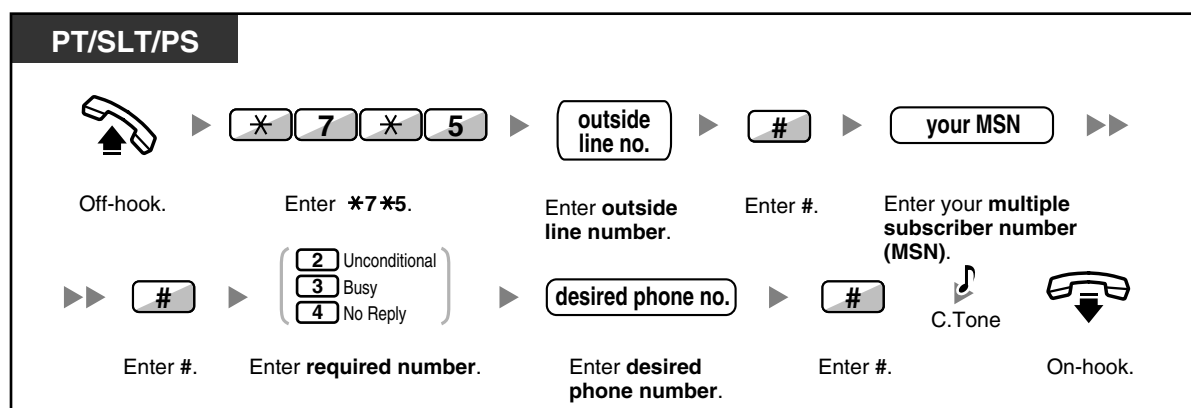 PT/SLT/PS
* 7 * 5
outside
line no.
#
your MSN
Off-hook.
Enter *7*5.
Enter outside
line number.
Enter #.
Enter your multiple
subscriber number
(MSN).
#
2 Unconditional
3 Busy
4 No Reply
desired phone no.
#
C.Tone
Enter #.
Enter required number.
Enter desired
phone number.
Enter #.
On-hook.